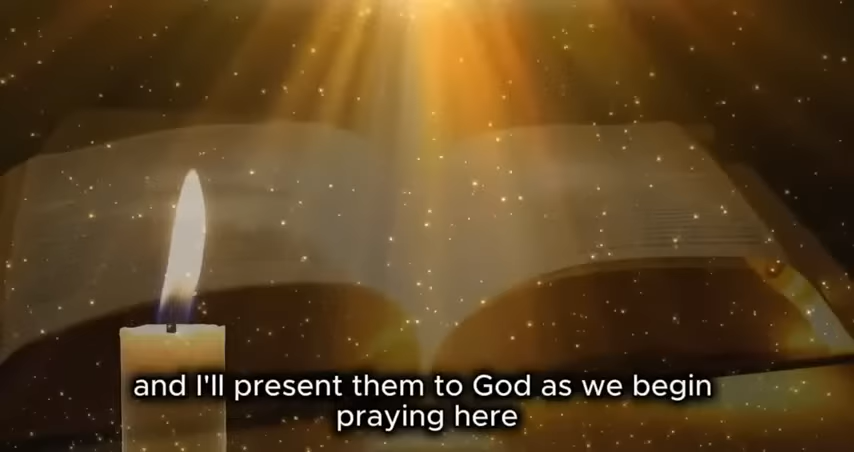 and I'll present them to God as we begin
praying here